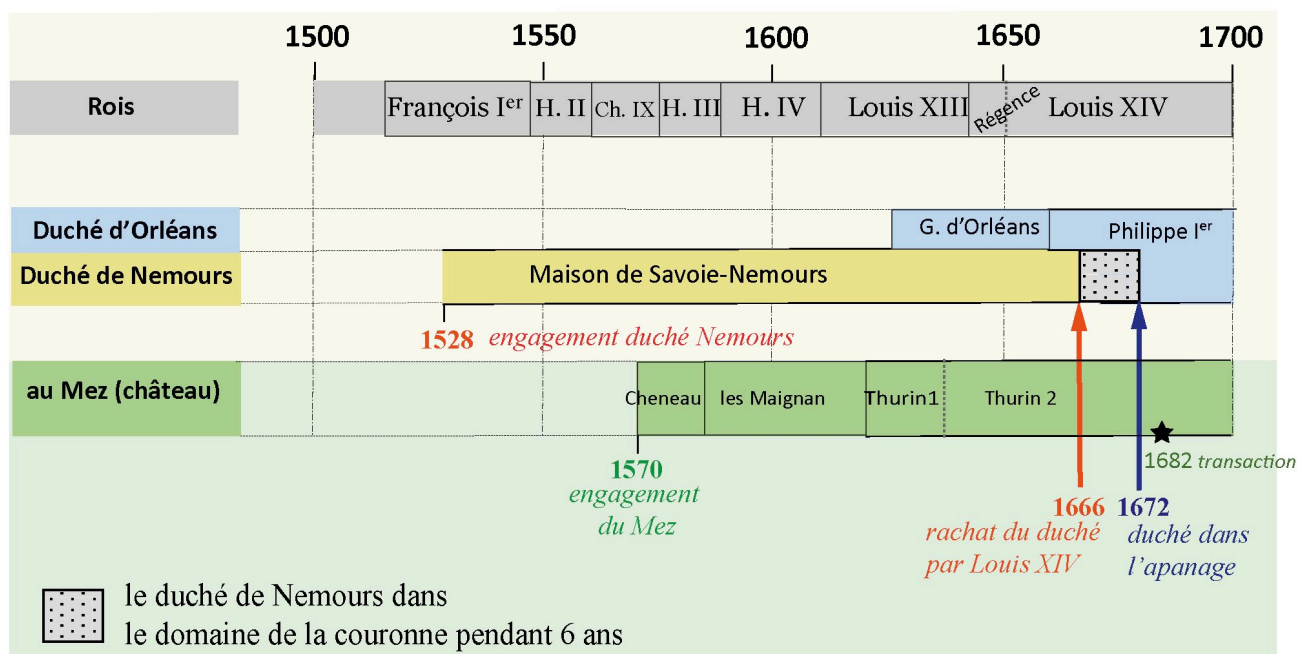 1500 1550 1600 1650 1700
Rois François Iᵉʳ H. II Ch. IX H. III H. IV Louis XIII Régence Louis XIV
Duché d’Orléans G. d’Orléans Philippe Iᵉʳ
Duché de Nemours Maison de Savoie-Nemours
1528 engagement duché Nemours
au Mez (château) Cheneau les Maignan Thurin1 Thurin 2
1682 transaction
1570
engagement
du Mez
1666
rachat du duché
par Louis XIV
1672
duché dans
l’apanage
le duché de Nemours dans
le domaine de la couronne pendant 6 ans